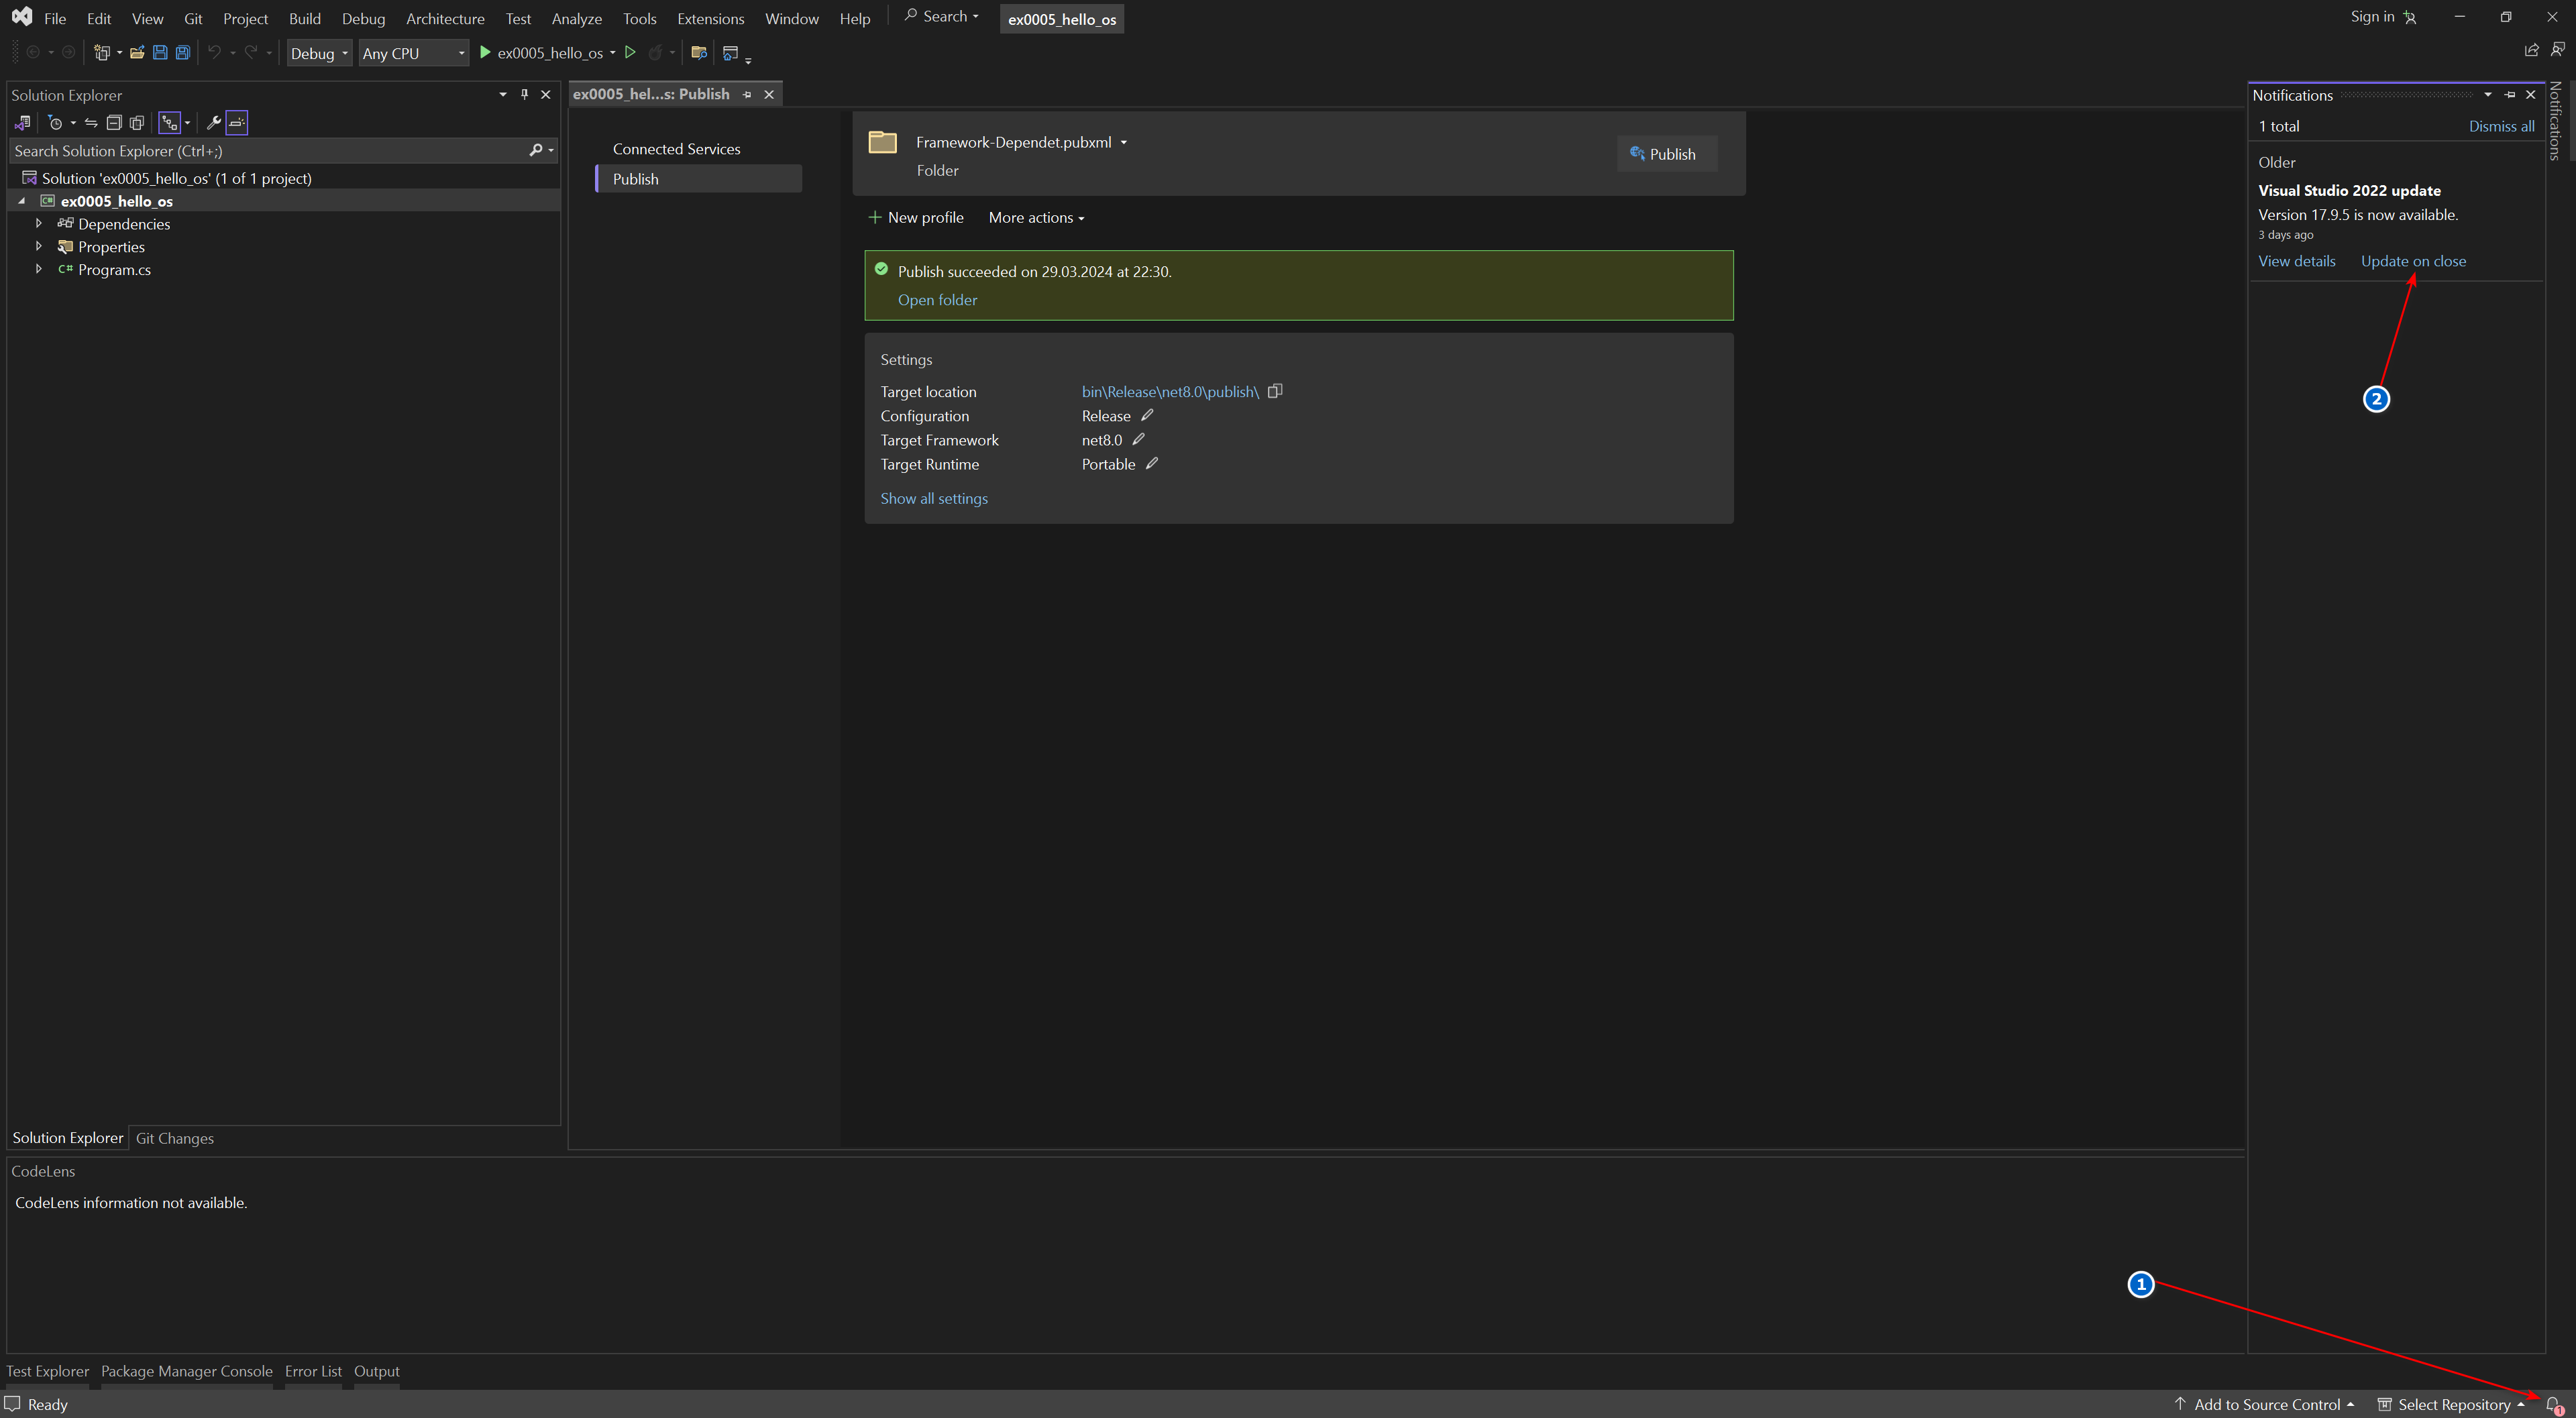 File Edit View Git Project Build Debug Architecture Test Analyze Tools Extensions Window Help Search ex0005_hello_os Sign in
Debug Any CPU ex0005_hello_os
Solution Explorer
Search Solution Explorer (Ctrl+;)
Solution 'ex0005_hello_os' (1 of 1 project)
ex0005_hello_os
Dependencies
Properties
C# Program.cs
Solution Explorer Git Changes
ex0005_hel...s: Publish
Connected Services
Publish
Framework-Dependet.pubxml
Folder
Publish
New profile More actions
Publish succeeded on 29.03.2024 at 22:30.
Open folder
Settings
Target location bin\Release\net8.0\publish\
Configuration Release
Target Framework net8.0
Target Runtime Portable
Show all settings
Notifications
1 total Dismiss all
Older
Visual Studio 2022 update
Version 17.9.5 is now available.
3 days ago
View details Update on close
2
Notifications
CodeLens
CodeLens information not available.
1
Test Explorer Package Manager Console Error List Output
Ready Add to Source Control Select Repository 1